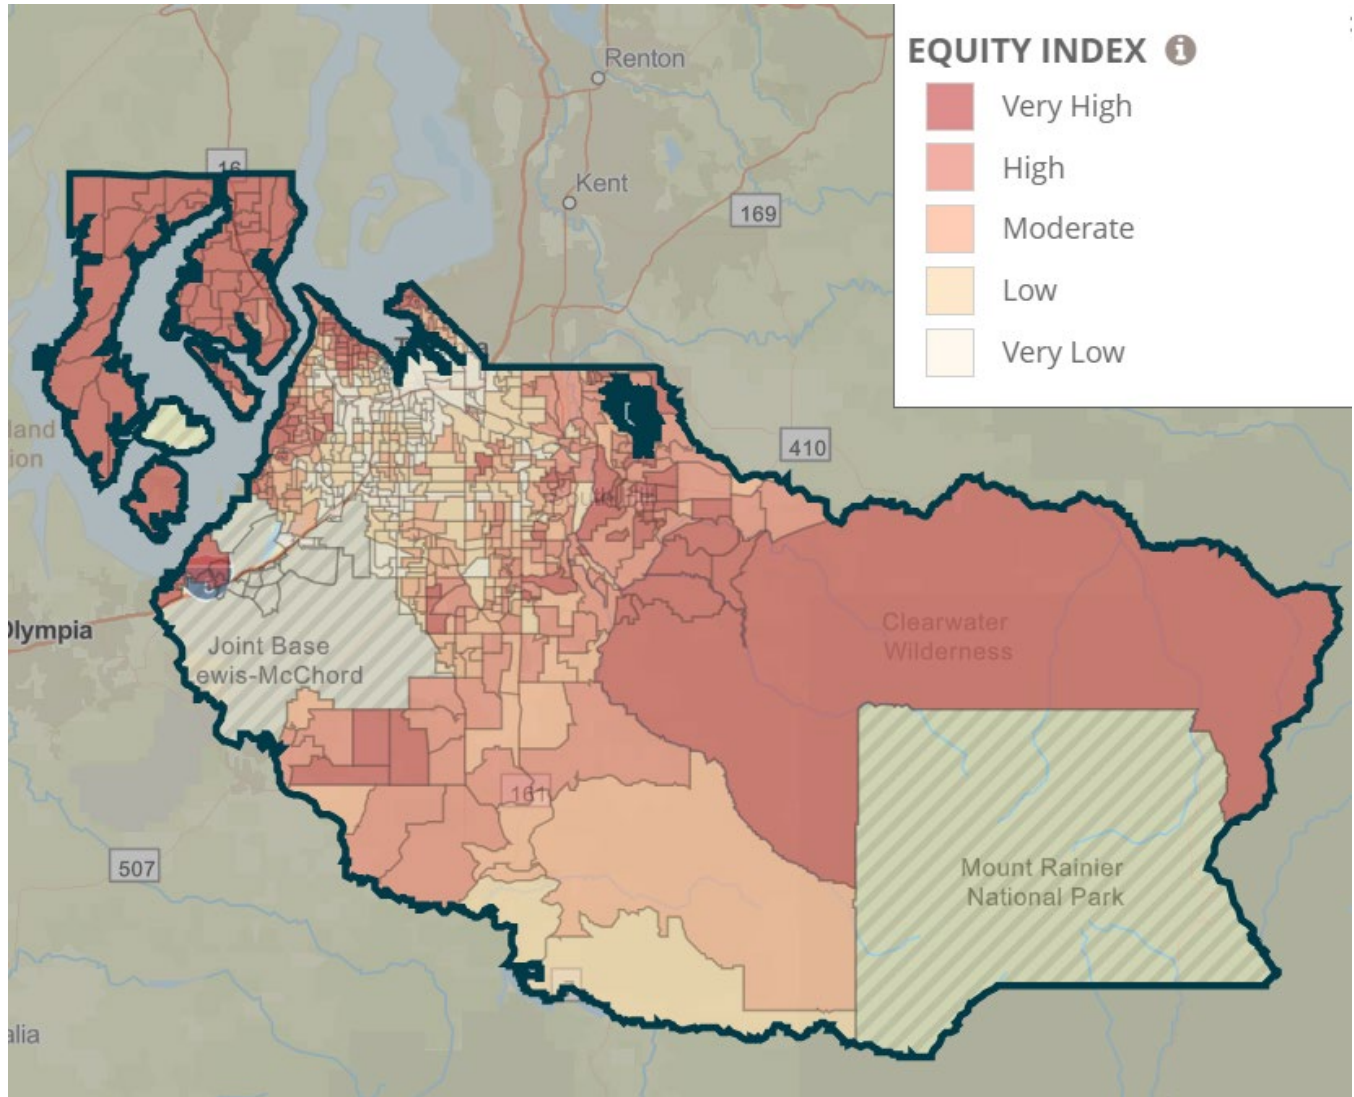 EQUITY INDEX
Very High
High
Moderate
Low
Very Low
Renton
Kent
16
169
410
land
ion
Olympia
Joint Base
ewis-McChord
Clearwater
Wilderness
161
507
Mount Rainier
National Park
alia